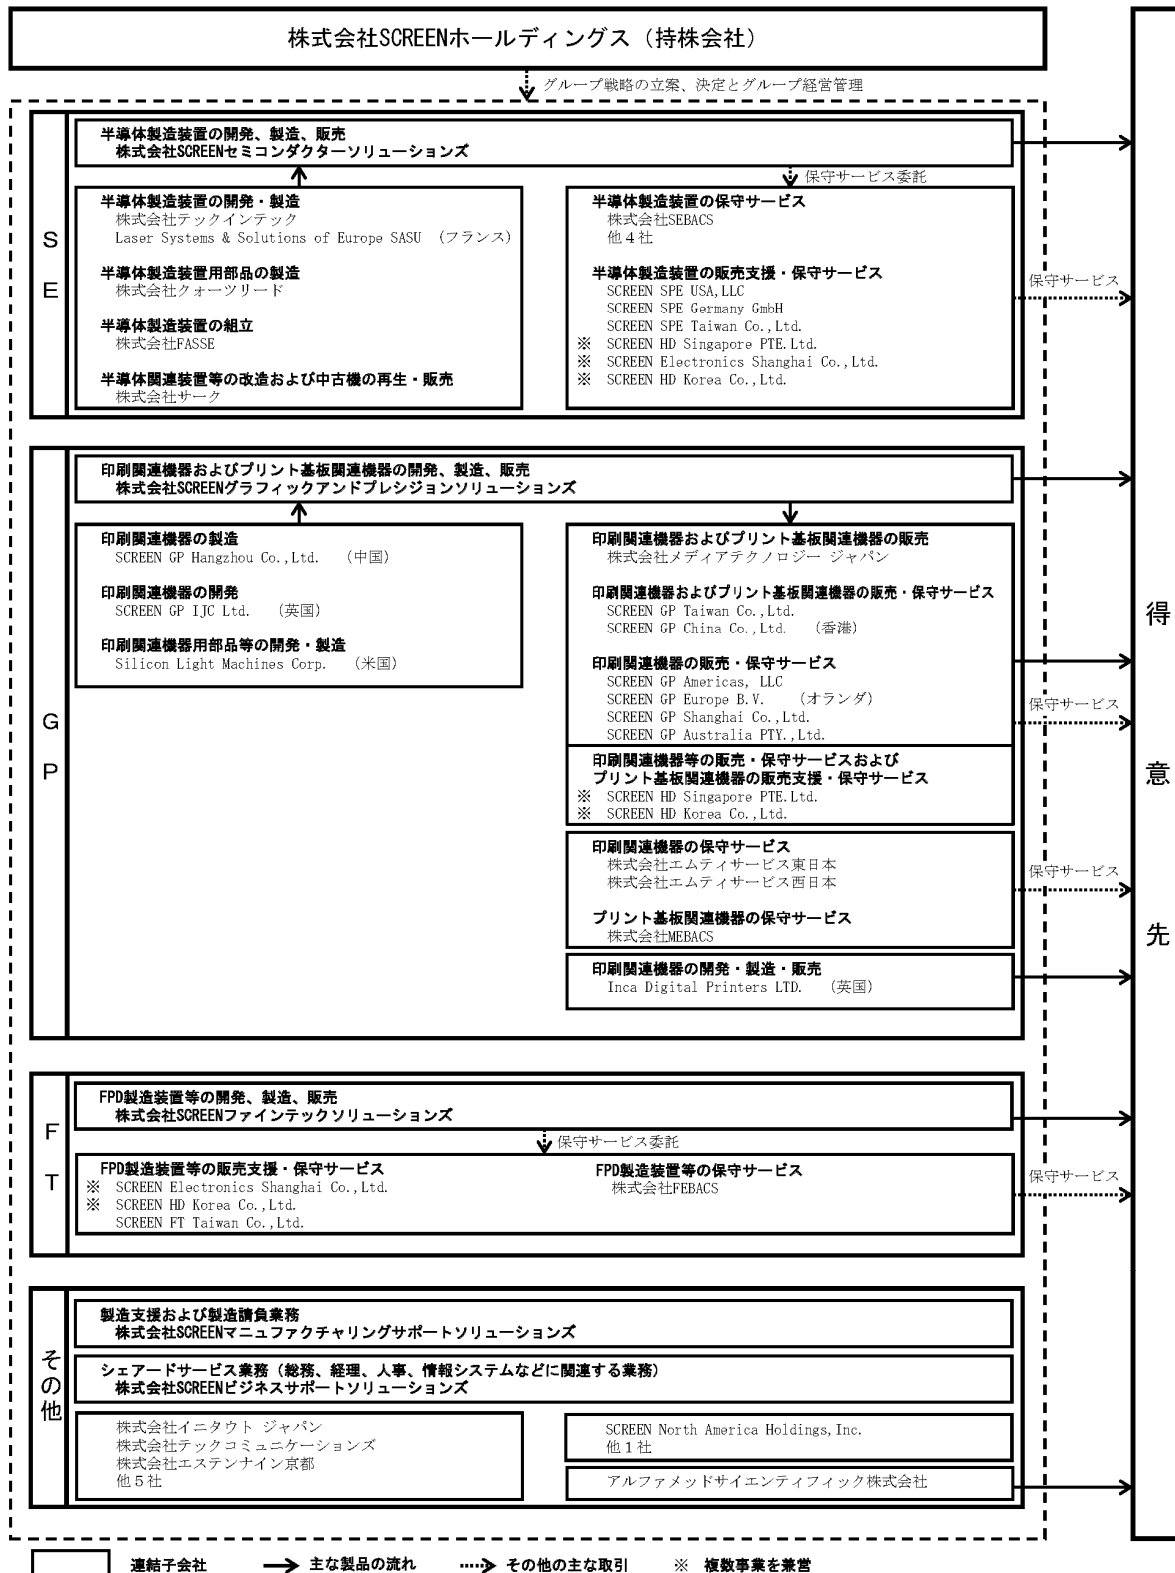 株式会社SCREENホールディングス（持株会社）
グループ戦略の立案、決定とグループ経営管理
S
E
半導体製造装置の開発、製造、販売
株式会社SCREENセミコンダクターソリューションズ
保守サービス委託
半導体製造装置の開発・製造
株式会社テックインテック
Laser Systems & Solutions of Europe SASU （フランス）
半導体製造装置用部品の製造
株式会社クォーツリード
半導体製造装置の組立
株式会社FASSE
半導体関連装置等の改造および中古機の再生・販売
株式会社サーク
半導体製造装置の保守サービス
株式会社SEBACS
他４社
半導体製造装置の販売支援・保守サービス
SCREEN SPE USA,LLC
SCREEN SPE Germany GmbH
SCREEN SPE Taiwan Co.,Ltd.
※ SCREEN HD Singapore PTE.Ltd.
※ SCREEN Electronics Shanghai Co.,Ltd.
※ SCREEN HD Korea Co.,Ltd.
保守サービス
G
P
印刷関連機器およびプリント基板関連機器の開発、製造、販売
株式会社SCREENグラフィックアンドプレシジョンソリューションズ
印刷関連機器の製造
SCREEN GP Hangzhou Co.,Ltd. （中国）
印刷関連機器の開発
SCREEN GP IJC Ltd. （英国）
印刷関連機器用部品等の開発・製造
Silicon Light Machines Corp. （米国）
印刷関連機器およびプリント基板関連機器の販売
株式会社メディアテクノロジー ジャパン
印刷関連機器およびプリント基板関連機器の販売・保守サービス
SCREEN GP Taiwan Co.,Ltd.
SCREEN GP China Co.,Ltd. （香港）
印刷関連機器の販売・保守サービス
SCREEN GP Americas, LLC
SCREEN GP Europe B.V. （オランダ）
SCREEN GP Shanghai Co.,Ltd.
SCREEN GP Australia PTY.,Ltd.
保守サービス
印刷関連機器等の販売・保守サービスおよび
プリント基板関連機器の販売支援・保守サービス
※ SCREEN HD Singapore PTE.Ltd.
※ SCREEN HD Korea Co.,Ltd.
印刷関連機器の保守サービス
株式会社エムティサービス東日本
株式会社エムティサービス西日本
プリント基板関連機器の保守サービス
株式会社MEBACS
保守サービス
印刷関連機器の開発・製造・販売
Inca Digital Printers LTD. （英国）
F
T
FPD製造装置等の開発、製造、販売
株式会社SCREENファインテックソリューションズ
保守サービス委託
FPD製造装置等の販売支援・保守サービス
※ SCREEN Electronics Shanghai Co.,Ltd.
※ SCREEN HD Korea Co.,Ltd.
SCREEN FT Taiwan Co.,Ltd.
FPD製造装置等の保守サービス
株式会社FEBACS
保守サービス
その他
製造支援および製造請負業務
株式会社SCREENマニュファクチャリングサポートソリューションズ
シェアードサービス業務（総務、経理、人事、情報システムなどに関連する業務）
株式会社SCREENビジネスサポートソリューションズ
株式会社イニタウト ジャパン
株式会社テックコミュニケーションズ
株式会社エステンナイン京都
他５社
SCREEN North America Holdings,Inc.
他１社
アルファメッドサイエンティフィック株式会社
得意先
連結子会社 主な製品の流れ その他の主な取引 ※ 複数事業を兼営